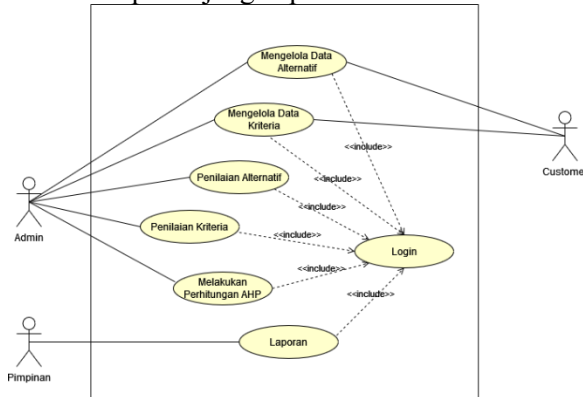 Mengelola Data
Alternatif
Mengelola Data
Kriteria
<<include>>
Custome
Penilaian Alternatif
<<include>>
Admin
<<include>>
Penilaian Kriteria
<<include>>
Login
Melakukan
Perhitungan AHP
<<include>>
<<include>>
Laporan
Pimpinan